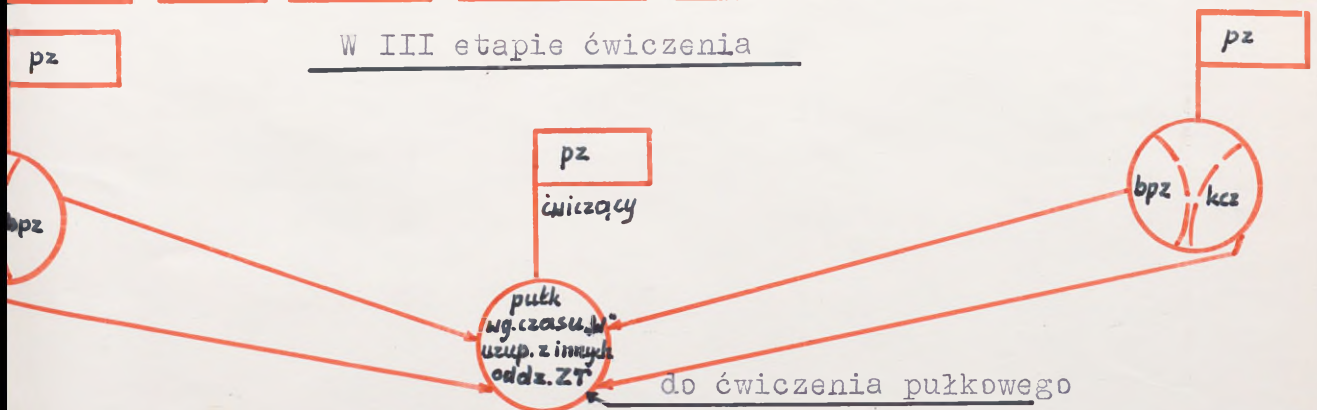 W III etapie ćwiczenia
pz
pz
pz
ćwiczący
bpz
bpz kcz
pułk
wg. czasu „W"
uzup. z innych
oddz. ZT
do ćwiczenia pułkowego